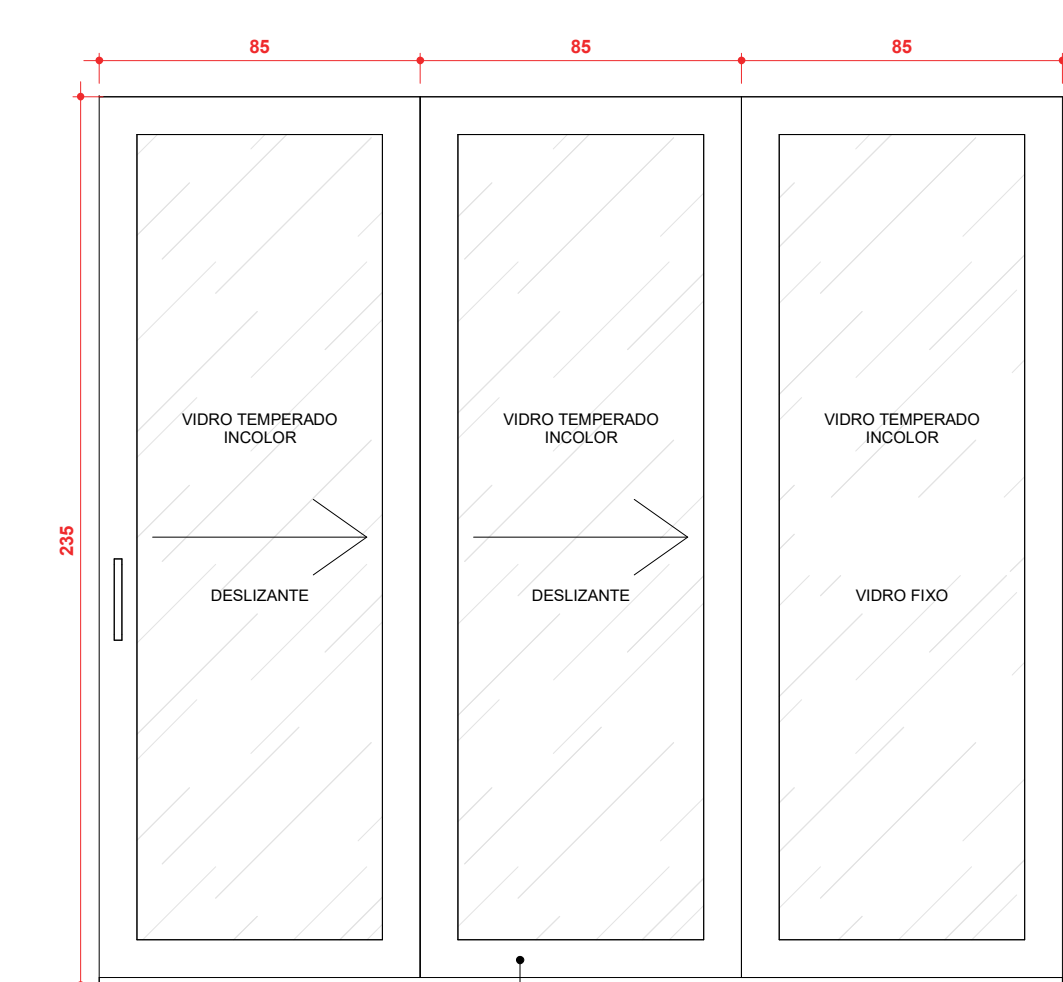 85 85 85
235
VIDRO TEMPERADO
INCOLOR
DESLIZANTE
VIDRO TEMPERADO
INCOLOR
DESLIZANTE
VIDRO TEMPERADO
INCOLOR
VIDRO FIXO